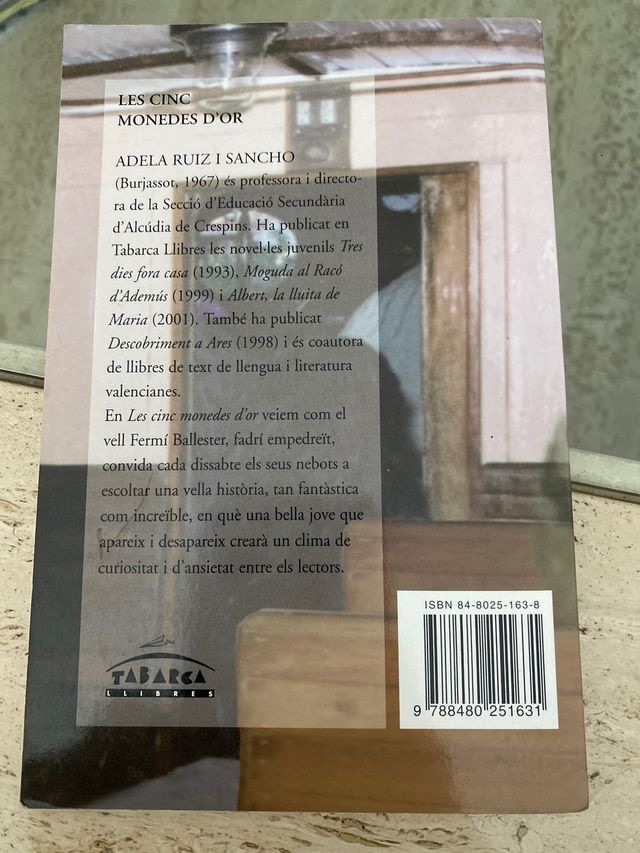 LES CINC
MONEDES D'OR
ADELA RUIZ I SANCHO
(Burjassot, 1967) és professora i directo-
ra de la Secció d'Educació Secundària
d'Alcúdia de Crespins. Ha publicat en
Tabarca Llibres les novel·les juvenils Tres
dies fora casa (1993), Moguda al Racó
d'Ademús (1999) i Albert, la lluita de
Maria (2001). També ha publicat
Descobriment a Ares (1998) i és coautora
de llibres de text de llengua i literatura
valencianes.
En Les cinc monedes d'or veiem com el
vell Fermí Ballester, fadrí empedreït,
convida cada dissabte els seus nebots a
escoltar una vella història, tan fantàstica
com increïble, en què una bella jove que
apareix i desapareix crearà un clima de
curiositat i d'ansietat entre els lectors.
TABARCA
LLIBRES
ISBN 84-8025-163-8
9 788480 251631